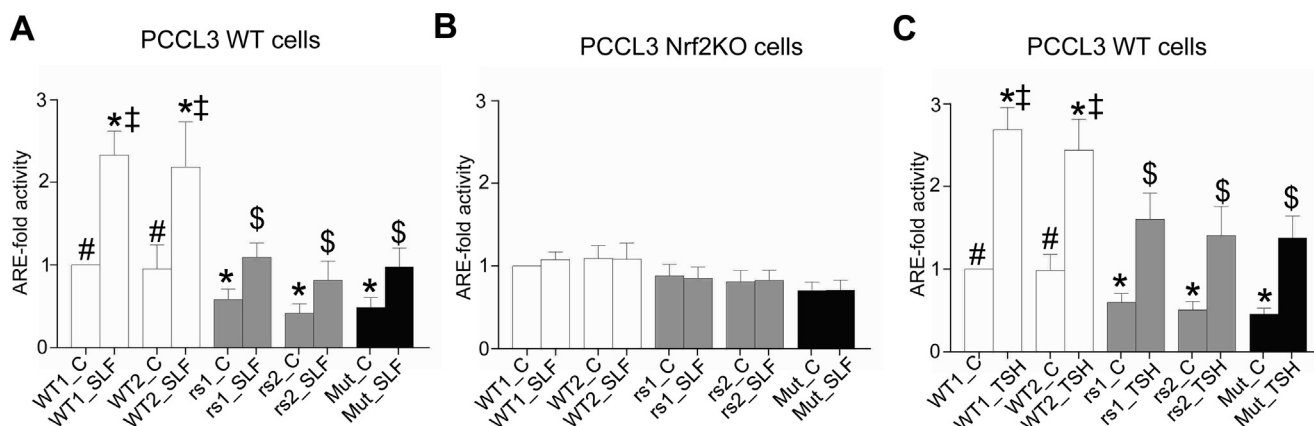 A
PCCL3 WT cells
ARE-fold activity
3
2
1
0
#
*‡
#
*‡
*
$
*
$
*
$
WT1_C
WT1_SLF
WT2_C
WT2_SLF
rs1_C
rs1_SLF
rs2_C
rs2_SLF
Mut_C
Mut_SLF
B
PCCL3 Nrf2KO cells
ARE-fold activity
3
2
1
0
WT1_C
WT1_SLF
WT2_C
WT2_SLF
rs1_C
rs1_SLF
rs2_C
rs2_SLF
Mut_C
Mut_SLF
C
PCCL3 WT cells
ARE-fold activity
3
2
1
0
#
*‡
#
*‡
*
$
*
$
*
$
WT1_C
WT1_TSH
WT2_C
WT2_TSH
rs1_C
rs1_TSH
rs2_C
rs2_TSH
Mut_C
Mut_TSH